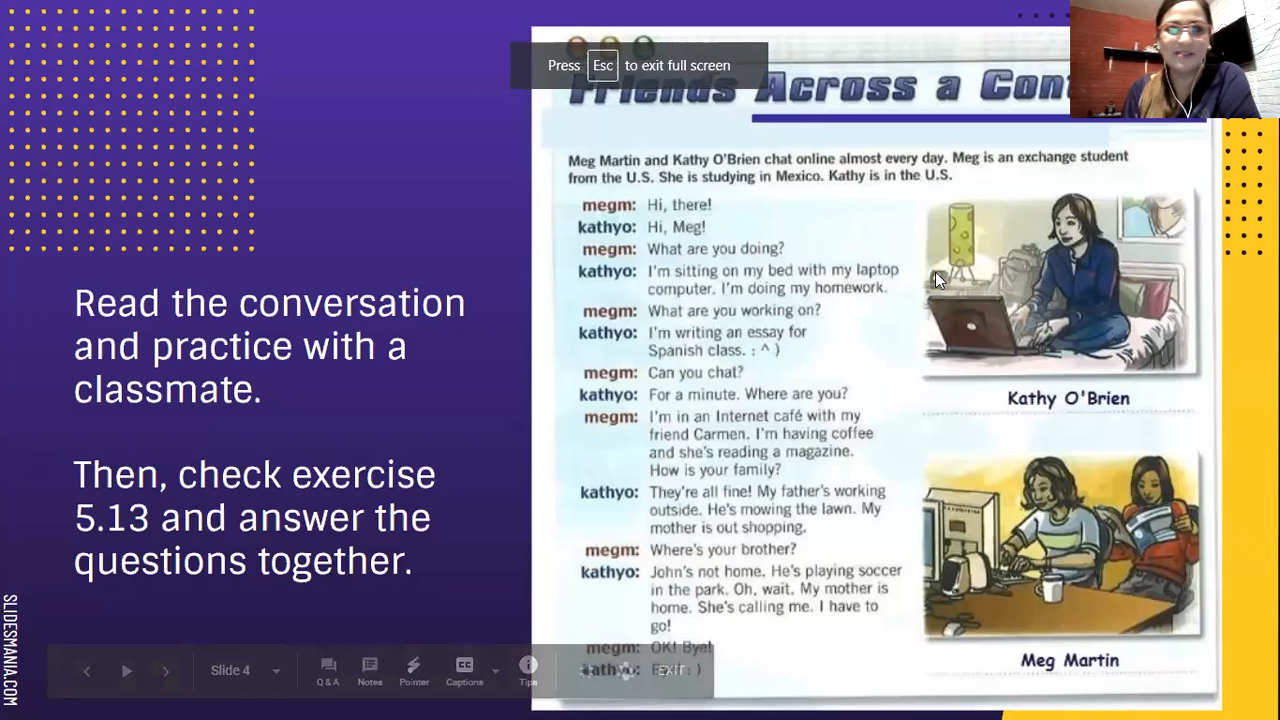 Press Esc to exit full screen
Friends Across a
Meg Martin and Kathy O'Brien chat online almost every day. Meg is an exchange student
from the U.S. She is studying in Mexico. Kathy is in the U.S.
megm: Hi, there!
kathyo: Hi, Meg!
megm: What are you doing?
kathyo: I'm sitting on my bed with my laptop
computer. I'm doing my homework.
megm: What are you working on?
kathyo: I'm writing an essay for
Spanish class. : ^ )
megm: Can you chat?
kathyo: For a minute. Where are you?
megm: I'm in an Internet café with my
friend Carmen. I'm having coffee
and she's reading a magazine.
How is your family?
kathyo: They're all fine! My father's working
outside. He's mowing the lawn. My
mother is out shopping.
megm: Where's your brother?
kathyo: John's not home. He's playing soccer
in the park. Oh, wait. My mother is
home. She's calling me. I have to
go!
megm: OK! Bye!
kathyo:
Kathy O'Brien
Meg Martin
Read the conversation
and practice with a
classmate.
Then, check exercise
5.13 and answer the
questions together.
SLIDESMANIA.COM
Slide 4
Q & A
Notes
Pointer
Captions
Tips
EXIT